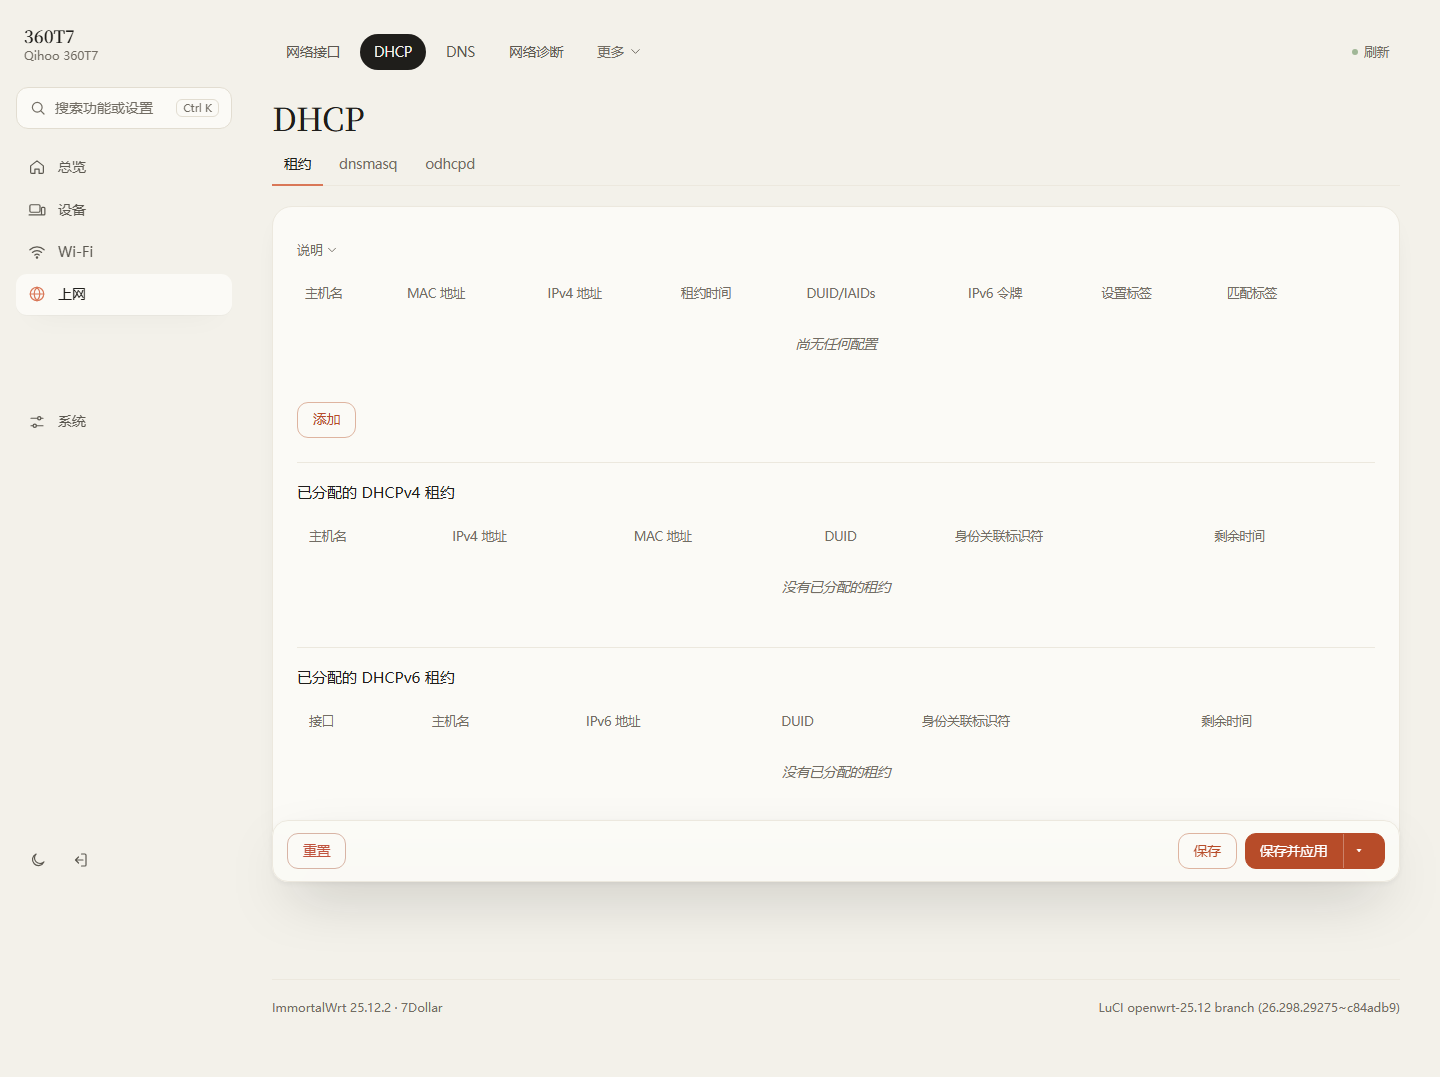 360T7
Qihoo 360T7
搜索功能或设置 Ctrl K
总览
设备
Wi-Fi
上网
系统
网络接口 DHCP DNS 网络诊断 更多
刷新
DHCP
租约 dnsmasq odhcpd
说明
主机名 MAC 地址 IPv4 地址 租约时间 DUID/IAIDs IPv6 令牌 设置标签 匹配标签
尚无任何配置
添加
已分配的 DHCPv4 租约
主机名 IPv4 地址 MAC 地址 DUID 身份关联标识符 剩余时间
没有已分配的租约
已分配的 DHCPv6 租约
接口 主机名 IPv6 地址 DUID 身份关联标识符 剩余时间
没有已分配的租约
重置 保存 保存并应用
ImmortalWrt 25.12.2 · 7Dollar
LuCI openwrt-25.12 branch (26.298.29275~c84adb9)